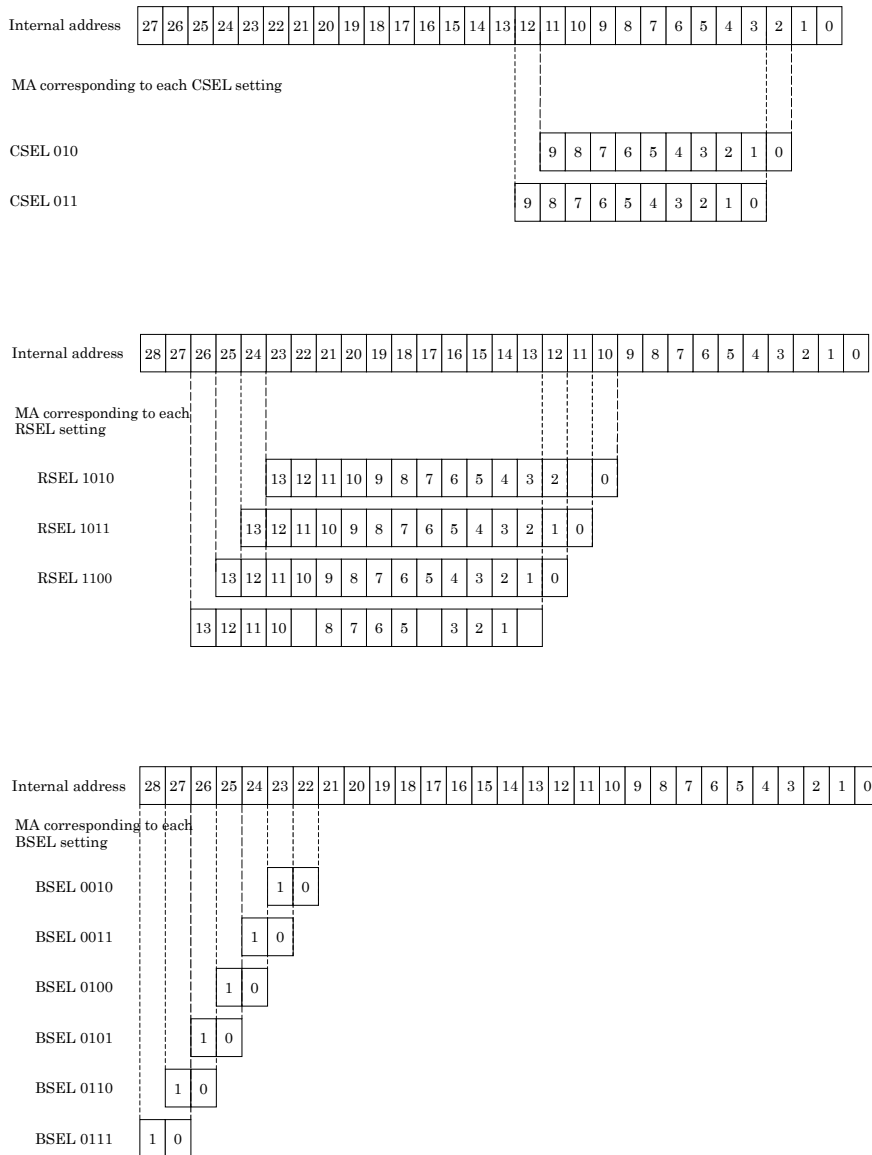 Internal address 27 26 25 24 23 22 21 20 19 18 17 16 15 14 13 12 11 10 9 8 7 6 5 4 3 2 1 0
MA corresponding to each CSEL setting
CSEL 010 9 8 7 6 5 4 3 2 1 0
CSEL 011 9 8 7 6 5 4 3 2 1 0
Internal address 28 27 26 25 24 23 22 21 20 19 18 17 16 15 14 13 12 11 10 9 8 7 6 5 4 3 2 1 0
MA corresponding to each
RSEL setting
RSEL 1010 13 12 11 10 9 8 7 6 5 4 3 2 0
RSEL 1011 13 12 11 10 9 8 7 6 5 4 3 2 1 0
RSEL 1100 13 12 11 10 9 8 7 6 5 4 3 2 1 0
13 12 11 10 8 7 6 5 3 2 1
Internal address 28 27 26 25 24 23 22 21 20 19 18 17 16 15 14 13 12 11 10 9 8 7 6 5 4 3 2 1 0
MA corresponding to each
BSEL setting
BSEL 0010 1 0
BSEL 0011 1 0
BSEL 0100 1 0
BSEL 0101 1 0
BSEL 0110 1 0
BSEL 0111 1 0